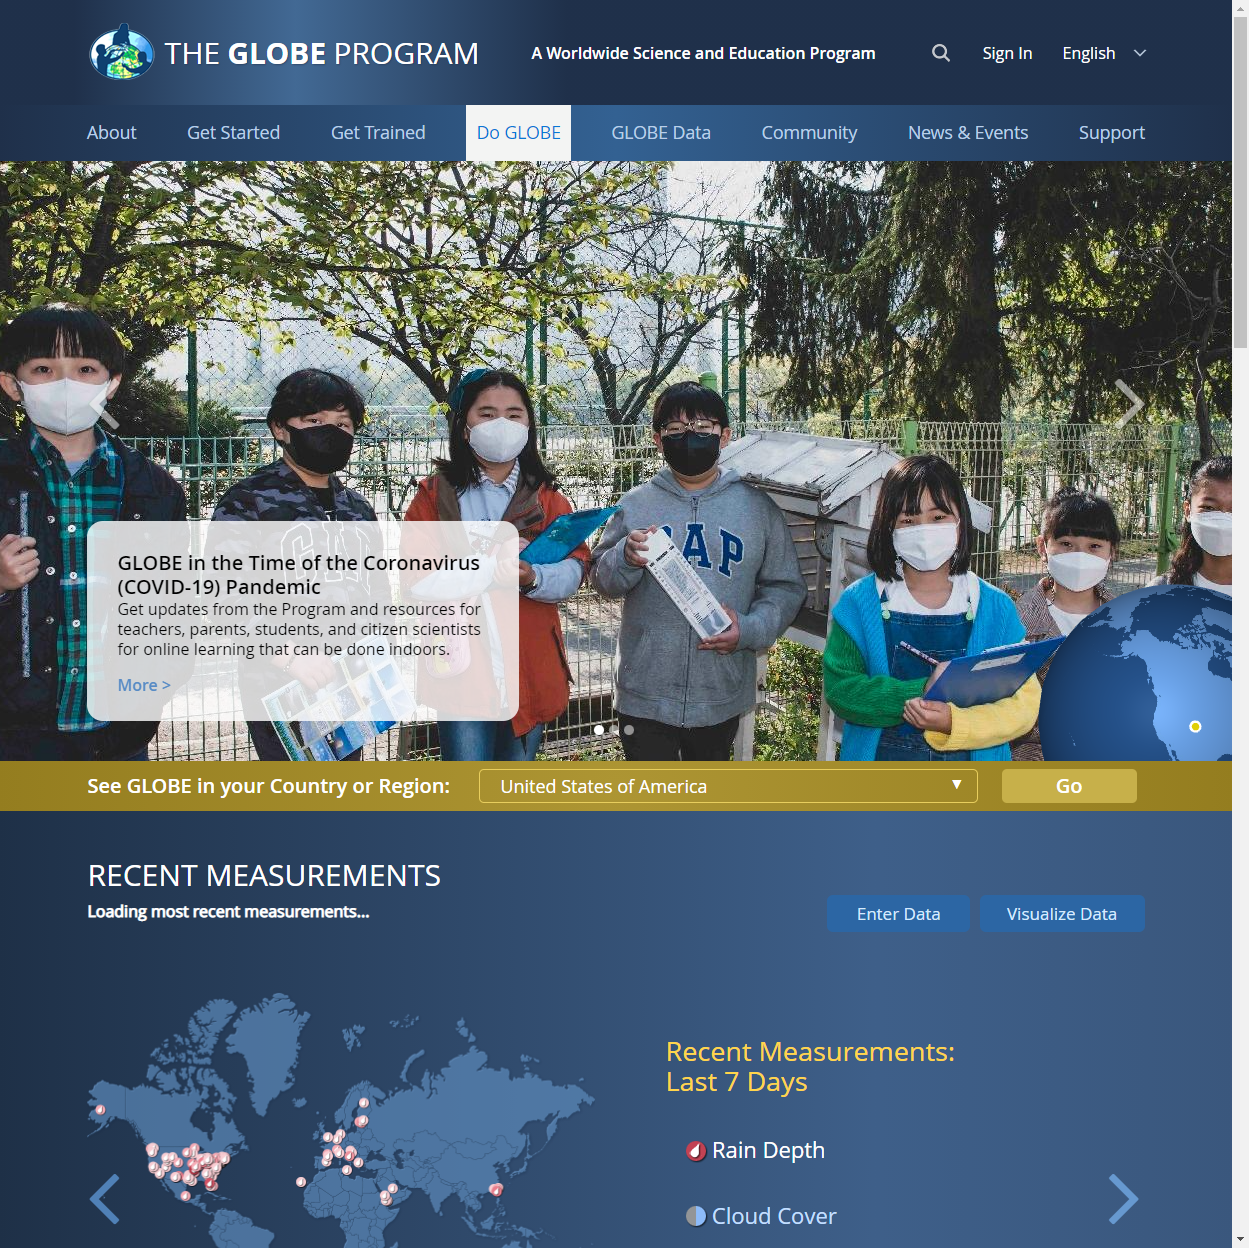 THE GLOBE PROGRAM
A Worldwide Science and Education Program
Sign In
English
About
Get Started
Get Trained
Do GLOBE
GLOBE Data
Community
News & Events
Support
GAP
GLOBE in the Time of the Coronavirus
(COVID-19) Pandemic
Get updates from the Program and resources for
teachers, parents, students, and citizen scientists
for online learning that can be done indoors.
More >
See GLOBE in your Country or Region:
United States of America
Go
RECENT MEASUREMENTS
Loading most recent measurements...
Enter Data
Visualize Data
Recent Measurements:
Last 7 Days
Rain Depth
Cloud Cover